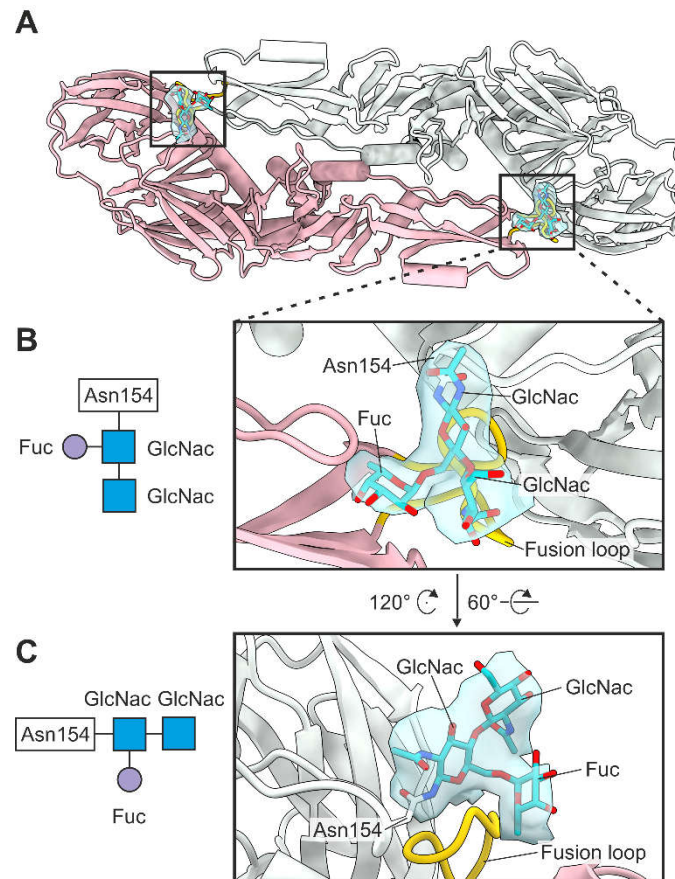 A
B
Asn154
Fuc
GlcNac
GlcNac
Asn154
GlcNac
Fuc
GlcNac
Fusion loop
120° 60°
C
GlcNac GlcNac
Asn154
Fuc
GlcNac
GlcNac
Fuc
Asn154
Fusion loop